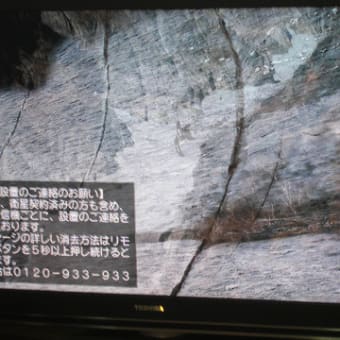 設置のご連絡のお願い】
、衛星契約済みの方も含め、
信機ごとに、設置のご連絡を
おります。
ージの詳しい消去方法はリモ
タンを5秒以上押し続けると
ます。
は0120-933-933
TOSHIBA